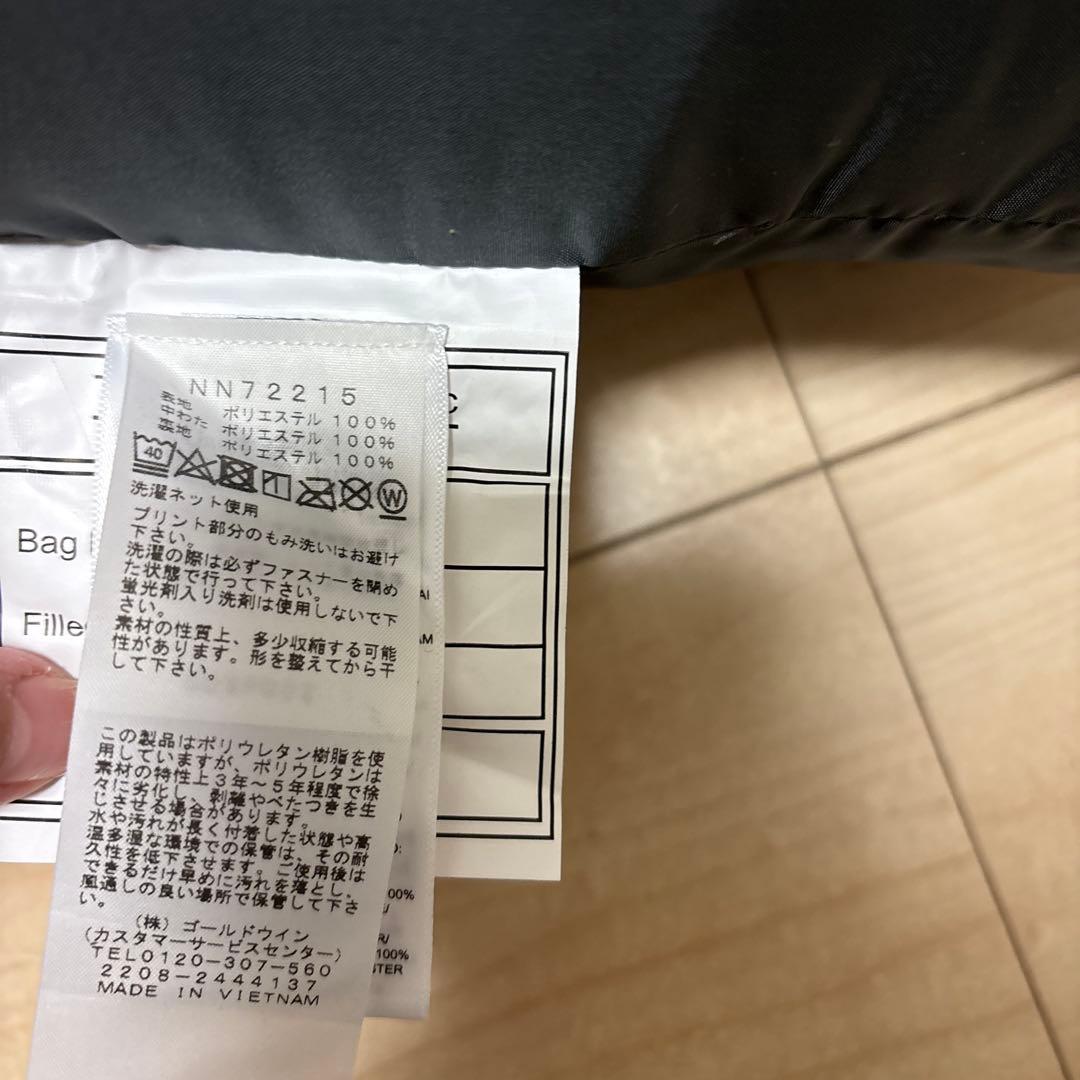 NN72215
表地 ポリエステル 100%
中わた ポリエステル 100%
裏地 ポリエステル 100%
40
W
洗濯ネット使用
プリント部分のもみ洗いはお避け
下さい。
洗濯の際は必ずファスナーを閉め
た状態で行って下さい。
蛍光剤入り洗剤は使用しないで下
さい。
素材の性質上、多少収縮する可能
性があります。形を整えてから干
して下さい。
この製品はポリウレタン樹脂を使
用していますが、ポリウレタンは
素材の特性上3年~5年程度で徐
々に劣化し、剥離やべたつきを生
じさせる場合があります。
水や汚れが長く付着した状態や高
温多湿な環境での保管は、その耐
久性を低下させます。ご使用後は
できるだけ早めに汚れを落とし、
風通しの良い場所で保管して下さ
い。
(株)ゴールドウイン
(カスタマーサービスセンター)
TEL0120-307-560
2208-2444137
MADE IN VIETNAM
Bag
Fille
100%
100%